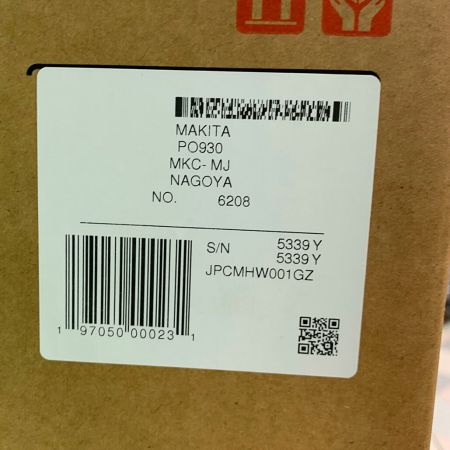 MAKITA
PO930
MKC- MJ
NAGOYA
NO. 6208
S/N 5339 Y
5339 Y
JPCMHW001GZ
1 97050 00023 1